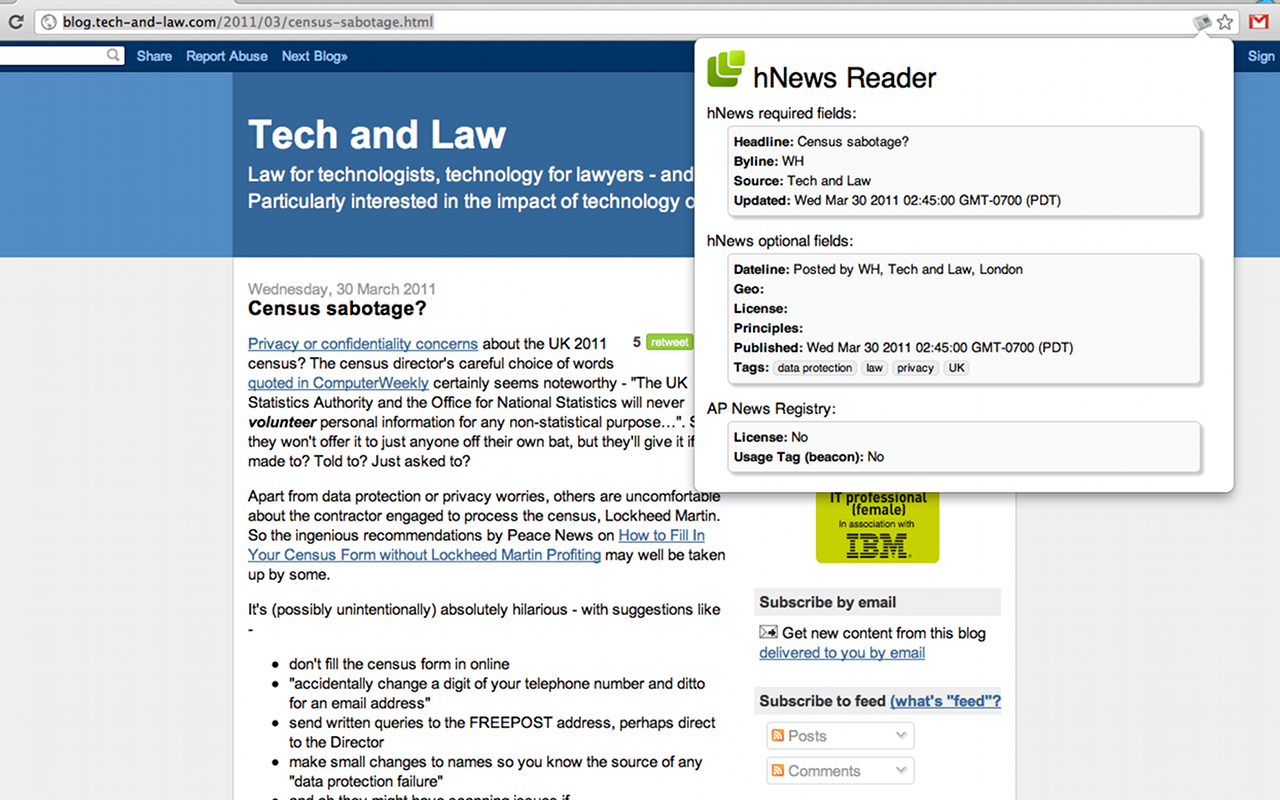 blog.tech-and-law.com/2011/03/census-sabotage.html
Share Report Abuse Next Blog»
Sign
Tech and Law
Law for technologists, technology for lawyers - and
Particularly interested in the impact of technology o
Wednesday, 30 March 2011
Census sabotage?
5 retweet
Privacy or confidentiality concerns about the UK 2011
census? The census director's careful choice of words
quoted in ComputerWeekly certainly seems noteworthy - "The UK
Statistics Authority and the Office for National Statistics will never
volunteer personal information for any non-statistical purpose…". S
they won't offer it to just anyone off their own bat, but they'll give it if
made to? Told to? Just asked to?
Apart from data protection or privacy worries, others are uncomfortable
about the contractor engaged to process the census, Lockheed Martin.
So the ingenious recommendations by Peace News on How to Fill In
Your Census Form without Lockheed Martin Profiting may well be taken
up by some.
It's (possibly unintentionally) absolutely hilarious - with suggestions like
-
• don't fill the census form in online
• "accidentally change a digit of your telephone number and ditto
for an email address"
• send written queries to the FREEPOST address, perhaps direct
to the Director
• make small changes to names so you know the source of any
"data protection failure"
• and oh they might have scanning issues if
hNews Reader
hNews required fields:
Headline: Census sabotage?
Byline: WH
Source: Tech and Law
Updated: Wed Mar 30 2011 02:45:00 GMT-0700 (PDT)
hNews optional fields:
Dateline: Posted by WH, Tech and Law, London
Geo:
License:
Principles:
Published: Wed Mar 30 2011 02:45:00 GMT-0700 (PDT)
Tags: data protection law privacy UK
AP News Registry:
License: No
Usage Tag (beacon): No
IT professional
(female)
In association with
IBM
Subscribe by email
Get new content from this blog
delivered to you by email
Subscribe to feed (what's "feed"?
Posts
Comments